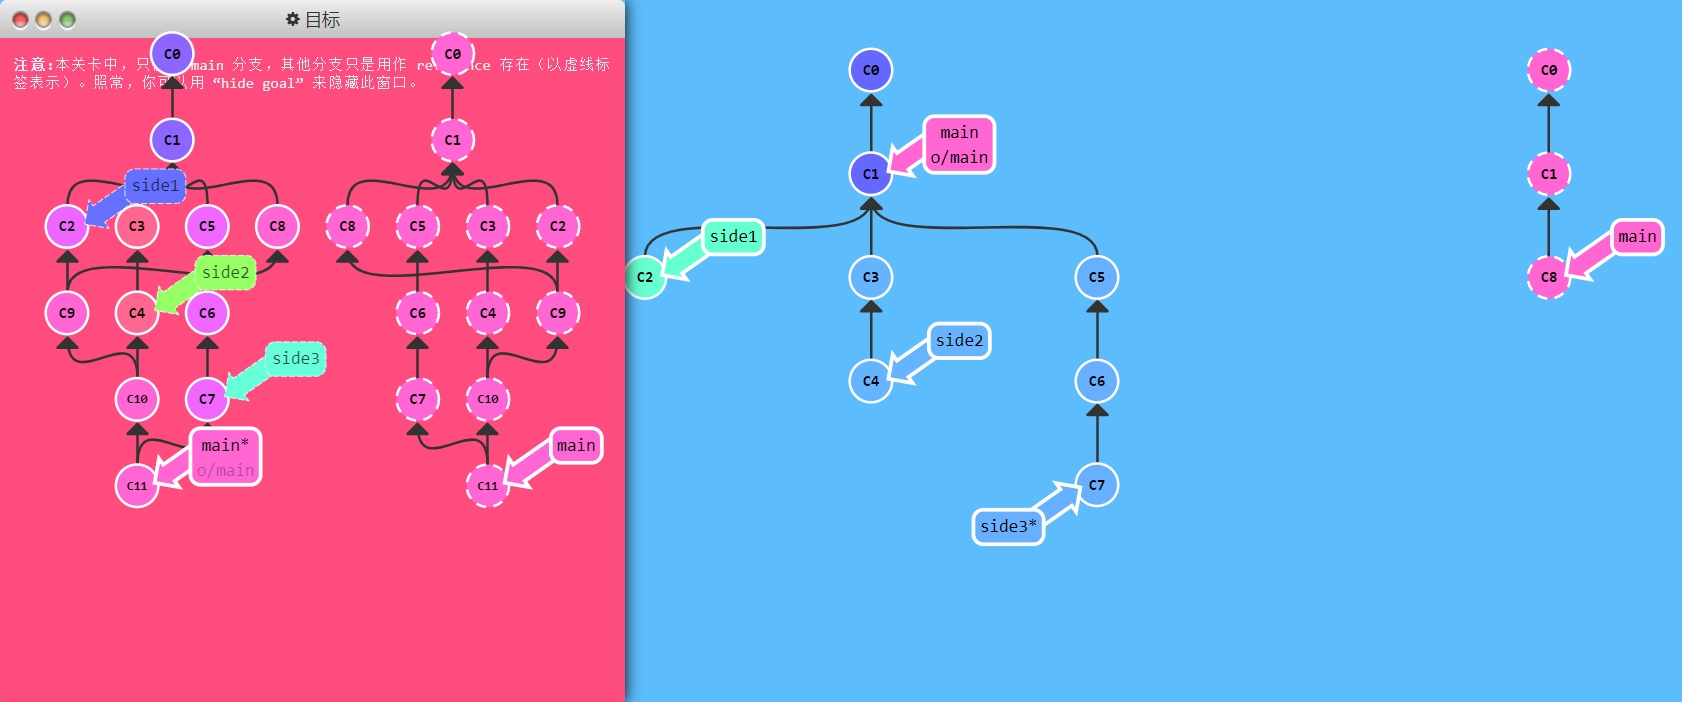 目标
注意:本关卡中，只 main 分支，其他分支只是用作 re nce 存在（以虚线标
签表示）。照常，你可 用 “hide goal” 来隐藏此窗口。
C0
C0
C1
C1
side1
C2
C3
C5
C8
C8
C5
C3
C2
side2
C9
C4
C6
C6
C4
C9
side3
C10
C7
C7
C10
main*
o/main
main
C11
C11
C0
main
o/main
C1
side1
C2
C3
C5
side2
C4
C6
C7
side3*
C0
C1
main
C8